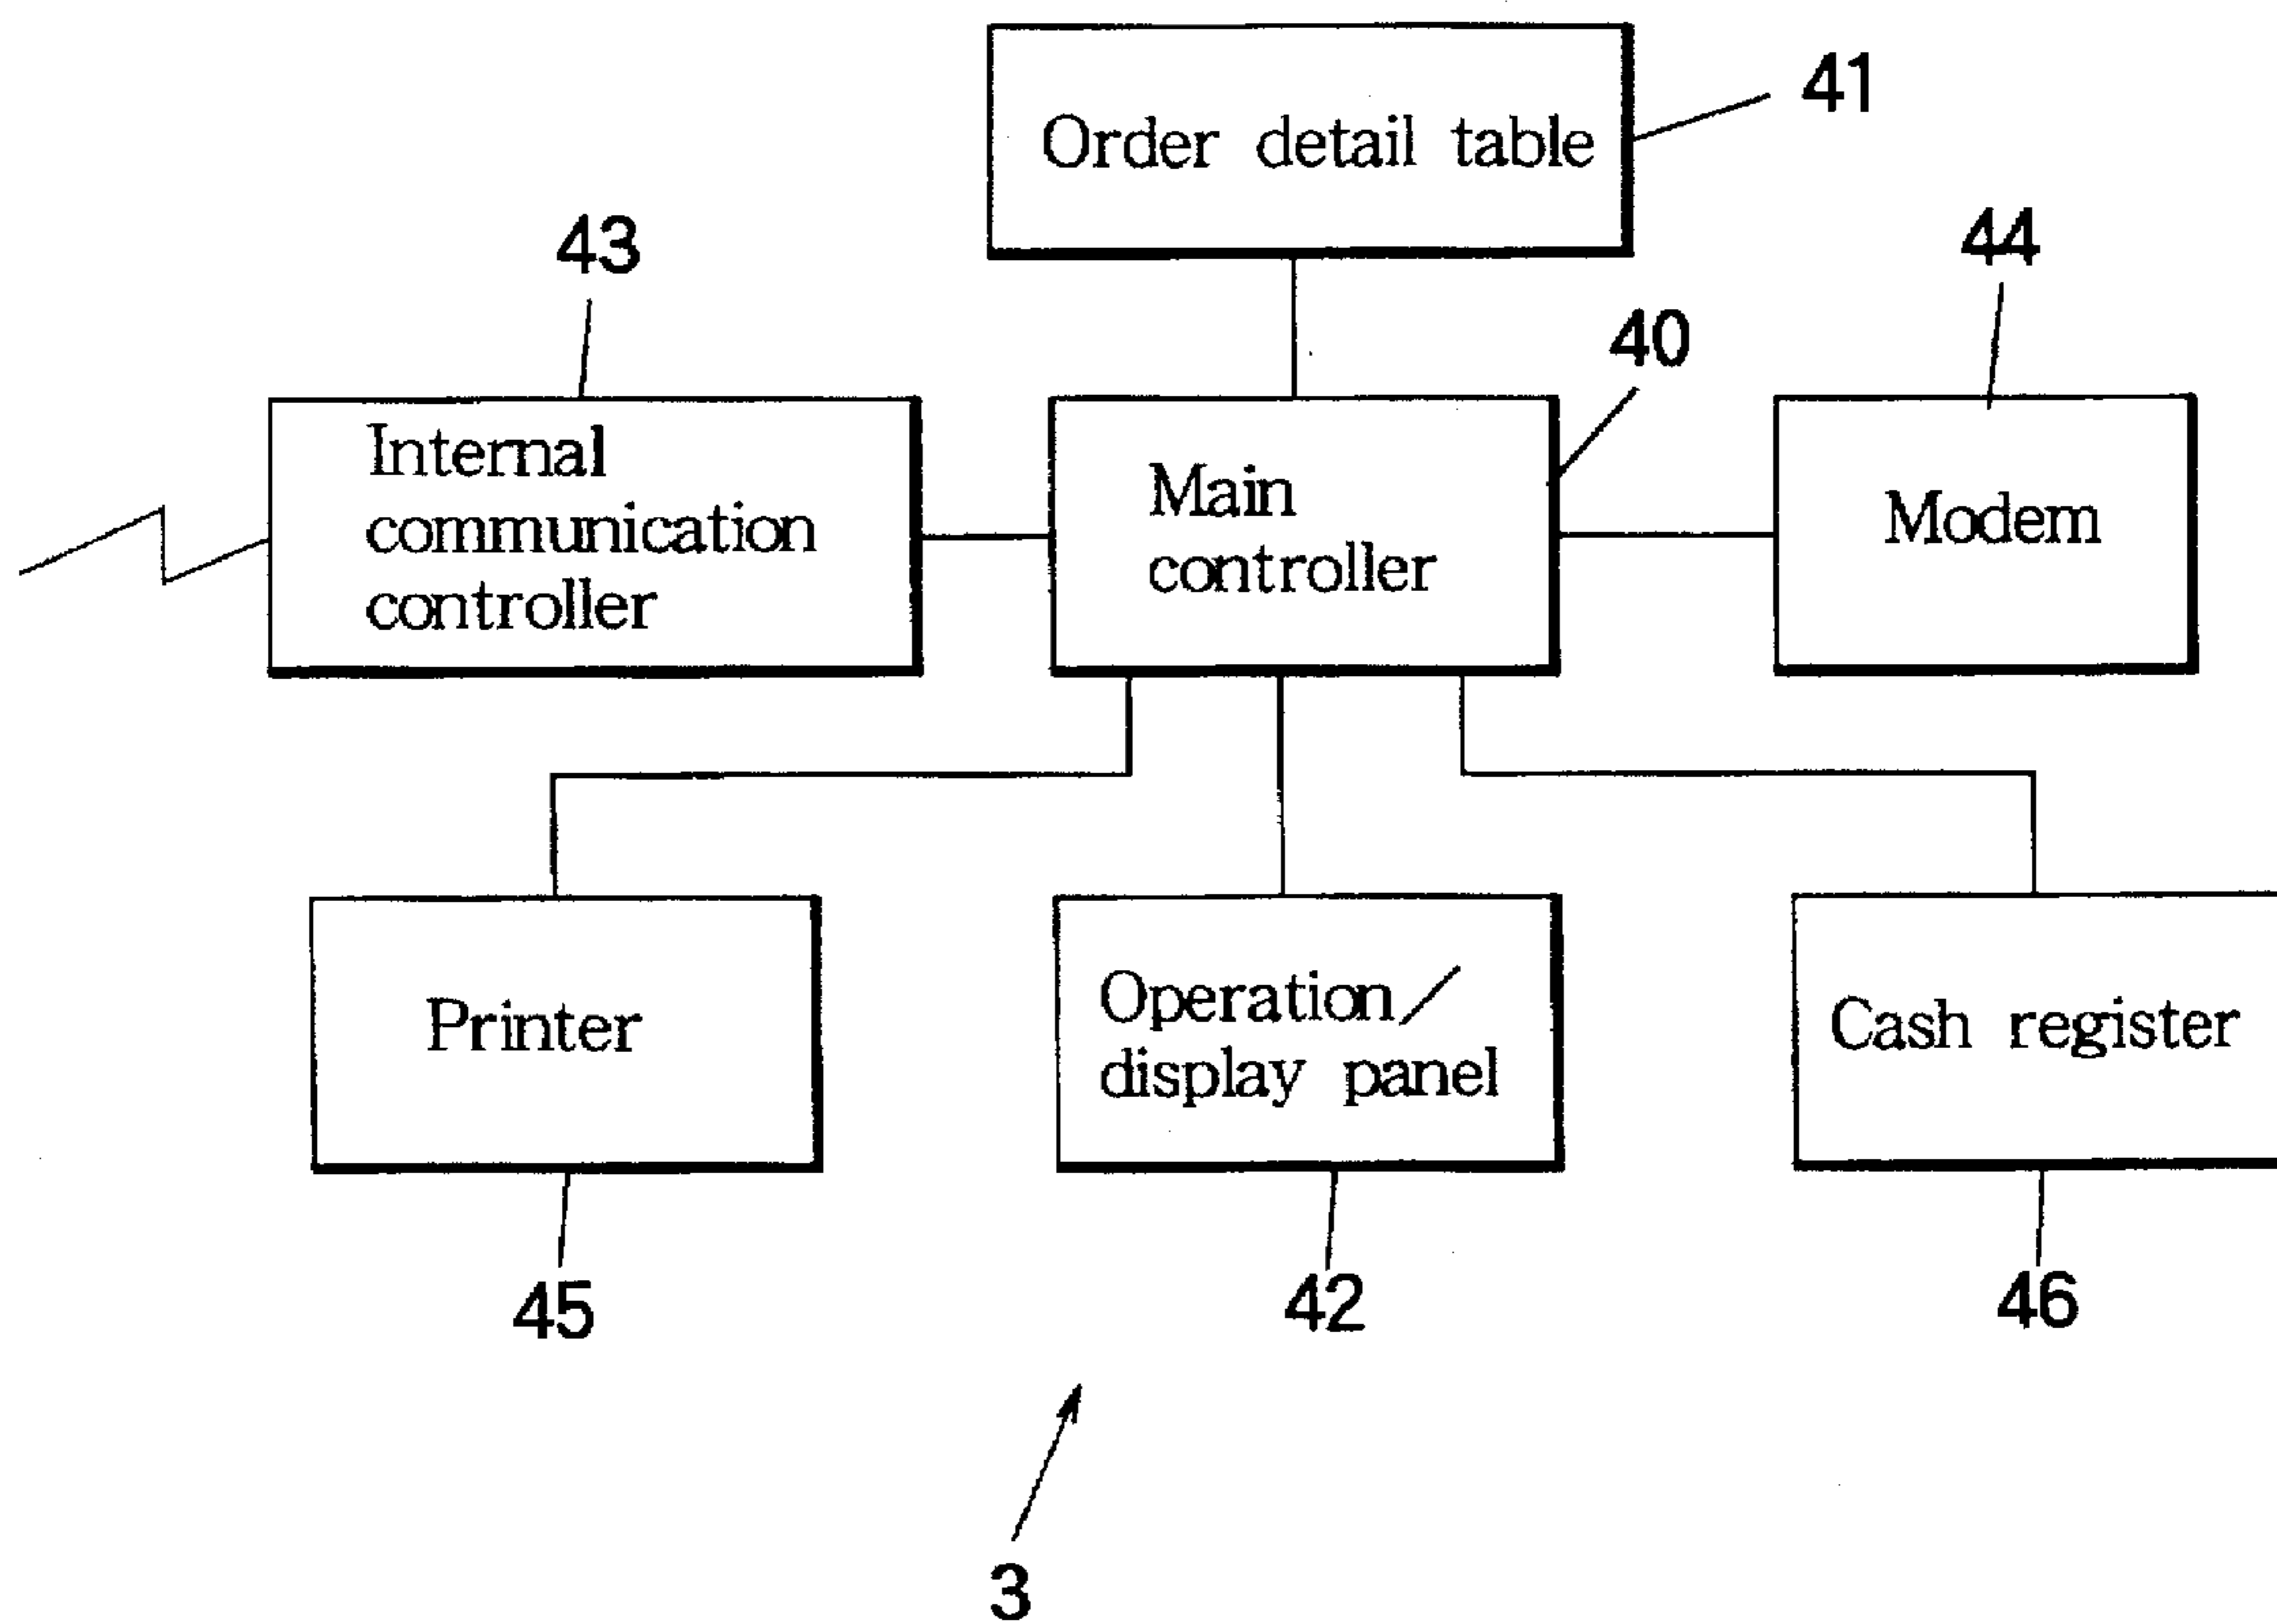 41
Order detail table
43
44
40
Internal
communication
controller
Main
controller
Modem
Printer
Operation/
display panel
Cash register
45
42
46
3